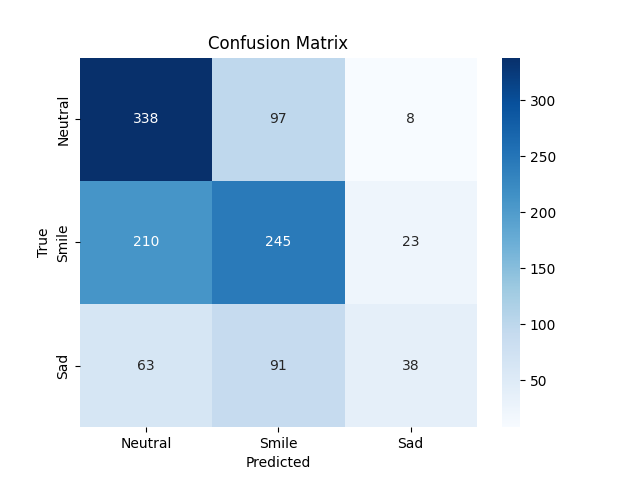 Confusion Matrix
True
Neutral
338 97 8
Smile
210 245 23
Sad
63 91 38
Neutral Smile Sad
Predicted
300
250
200
150
100
50